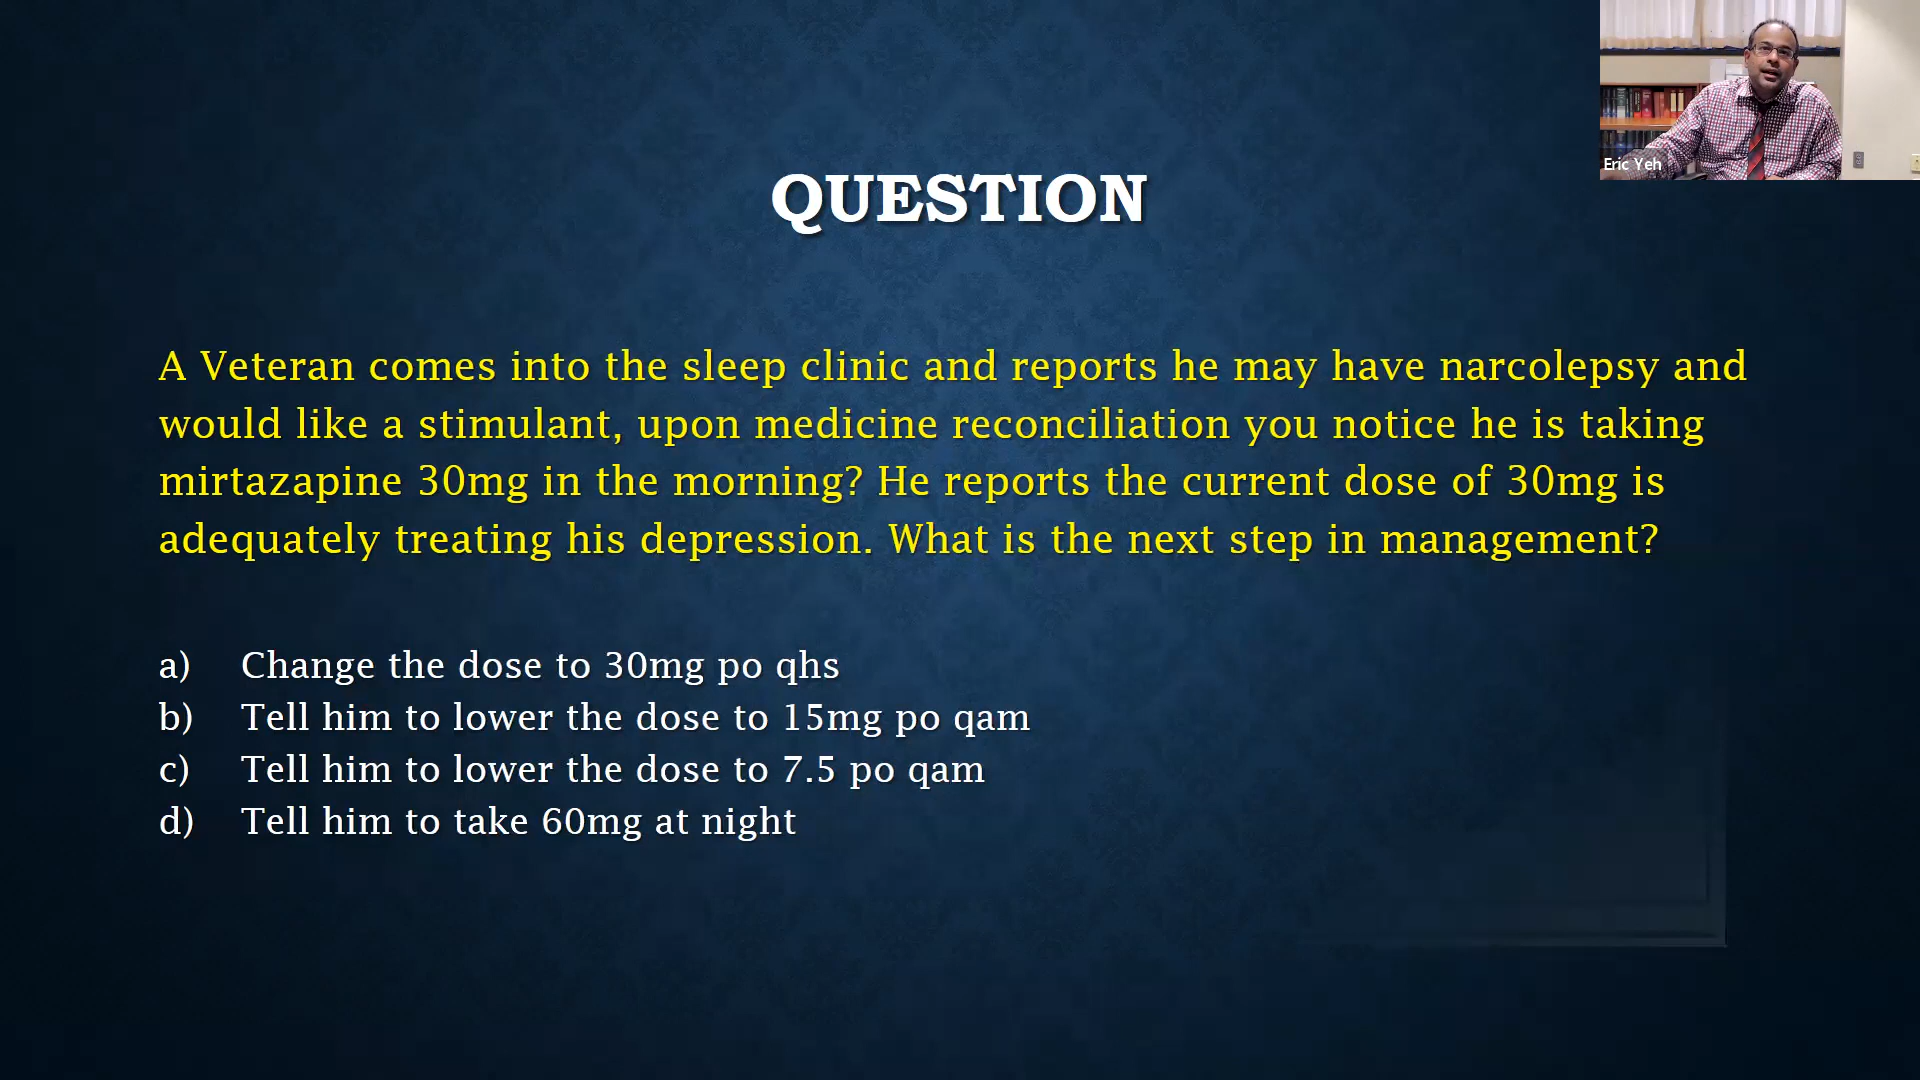 Eric Yeh
QUESTION
A Veteran comes into the sleep clinic and reports he may have narcolepsy and
would like a stimulant, upon medicine reconciliation you notice he is taking
mirtazapine 30mg in the morning? He reports the current dose of 30mg is
adequately treating his depression. What is the next step in management?
a) Change the dose to 30mg po qhs
b) Tell him to lower the dose to 15mg po qam
c) Tell him to lower the dose to 7.5 po qam
d) Tell him to take 60mg at night